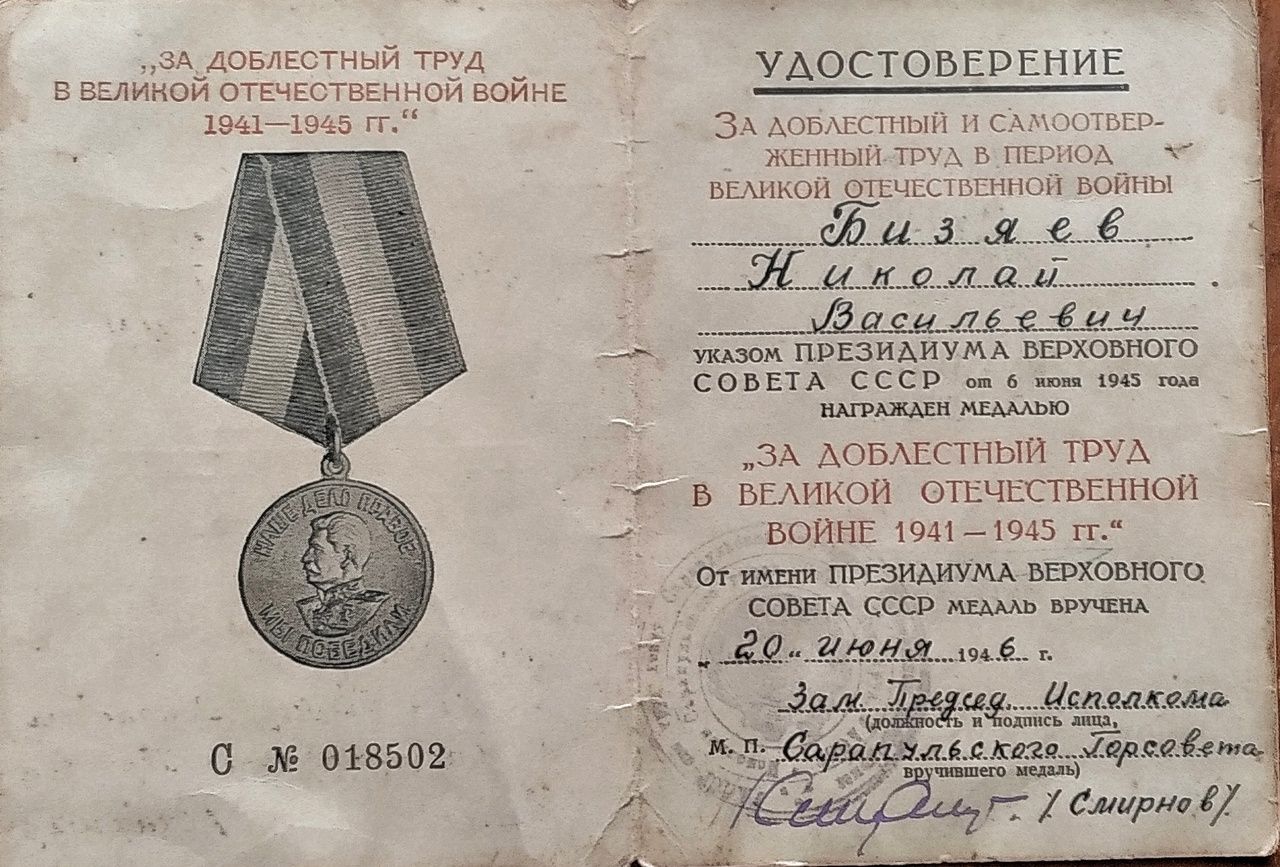 „ЗА ДОБЛЕСТНЫЙ ТРУД
В ВЕЛИКОЙ ОТЕЧЕСТВЕННОЙ ВОЙНЕ
1941—1945 гг.“
НАШЕ ДЕЛО ПРАВОЕ
МЫ ПОБЕДИЛИ
С № 018502
УДОСТОВЕРЕНИЕ
ЗА ДОБЛЕСТНЫЙ И САМООТВЕР-
ЖЕННЫЙ ТРУД В ПЕРИОД
ВЕЛИКОЙ ОТЕЧЕСТВЕННОЙ ВОЙНЫ
Бизяев
Николай
Васильевич
УКАЗОМ ПРЕЗИДИУМА ВЕРХОВНОГО
СОВЕТА СССР от 6 июня 1945 года
НАГРАЖДЕН МЕДАЛЬЮ
„ЗА ДОБЛЕСТНЫЙ ТРУД
В ВЕЛИКОЙ ОТЕЧЕСТВЕННОЙ
ВОЙНЕ 1941—1945 гг.“
ОТ ИМЕНИ ПРЕЗИДИУМА ВЕРХОВНОГО
СОВЕТА СССР МЕДАЛЬ ВРУЧЕНА
„20“ июня 1946 г.
Зам Председ Исполкома
(должность и подпись лица,
М. П. Сарапульского Горсовета
вручившего медаль)
/Смирнов/.